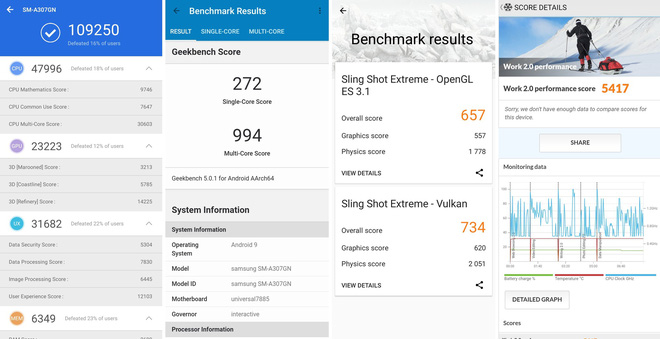 SM-A307GN
109250
Defeated 16% of users
CPU
47996
Defeated 18% of users
CPU Mathematics Score :
9746
CPU Common Use Score :
7647
CPU Multi-Core Score :
30603
GPU
23223
Defeated 12% of users
3D [Marooned] Score :
3213
3D [Coastline] Score :
5785
3D [Refinery] Score :
14225
UX
31682
Defeated 22% of users
Data Security Score :
5304
Data Processing Score :
7830
Image Processing Score :
6445
User Experience Score :
12103
MEM
6349
Defeated 23% of users
Benchmark Results
RESULT
SINGLE-CORE
MULTI-CORE
Geekbench Score
272
Single-Core Score
994
Multi-Core Score
Geekbench 5.0.1 for Android AArch64
System Information
System Information
Operating System
Android 9
Model
samsung SM-A307GN
Model ID
samsung SM-A307GN
Motherboard
universal7885
Governor
interactive
Processor Information
Benchmark results
Sling Shot Extreme - OpenGL
ES 3.1
Overall score
657
Graphics score
557
Physics score
1 778
VIEW DETAILS
Sling Shot Extreme - Vulkan
Overall score
734
Graphics score
620
Physics score
2 051
VIEW DETAILS
SCORE DETAILS
Work 2.0 performance
Work 2.0 performance score
5417
Sorry, we don't have enough data to compare scores for
this device.
SHARE
Monitoring data
Battery charge %
Temperature °C
CPU Clock (GHz)
DETAILED GRAPH
Scores